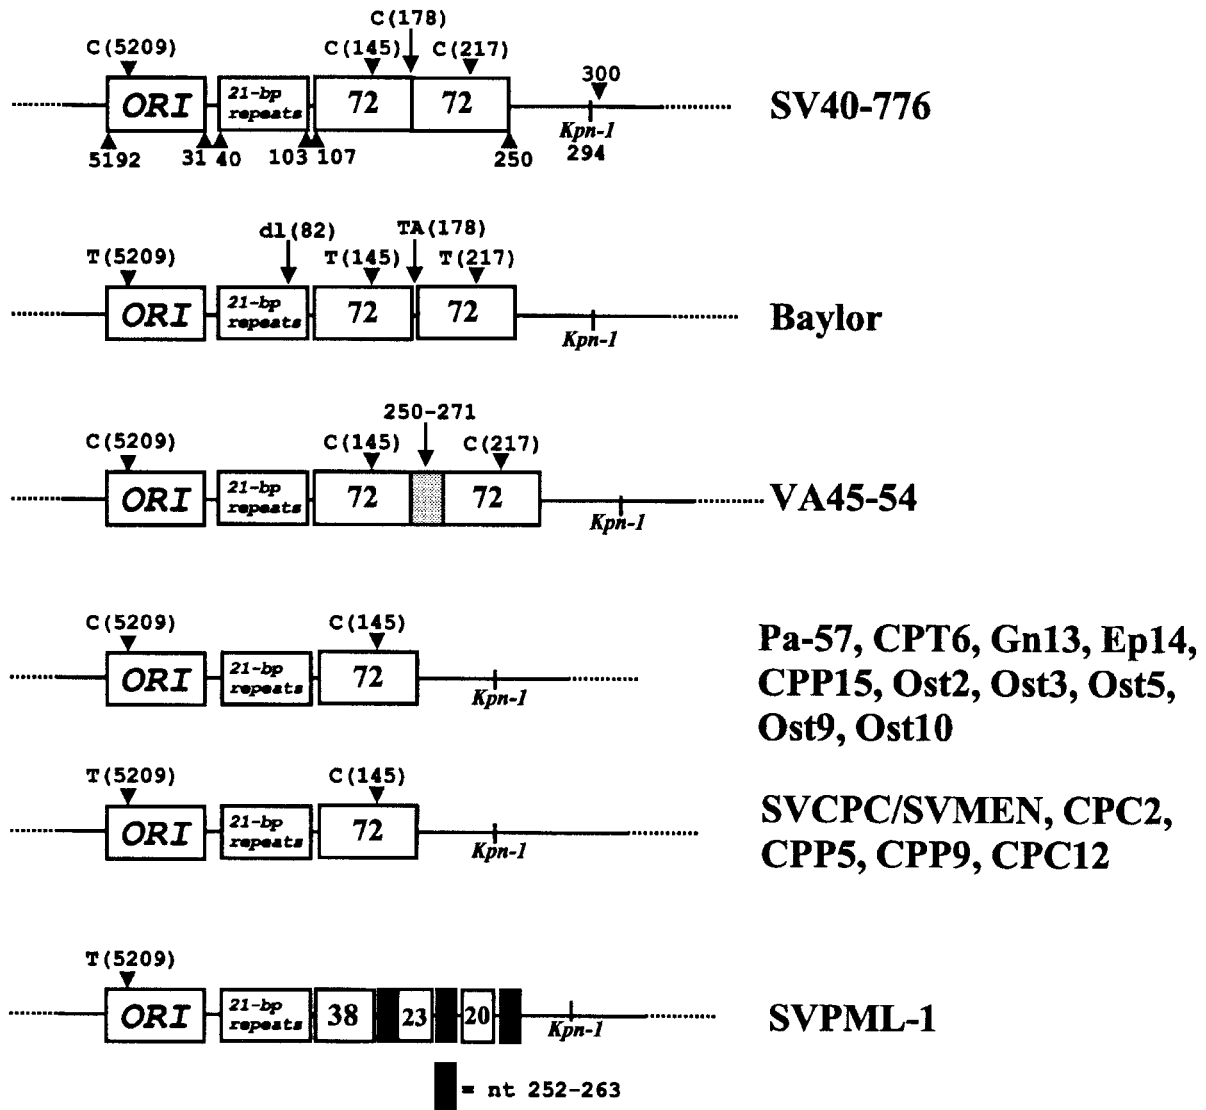 C(178)
C(5209) C(145) C(217)
300
ORI 21-bp repeats 72 72 SV40-776
Kpn-1
5192 31 40 103 107 250 294
dl(82) TA(178)
T(5209) T(145) T(217)
ORI 21-bp repeats 72 72 Baylor
Kpn-1
250-271
C(5209) C(145) C(217)
ORI 21-bp repeats 72 72 VA45-54
Kpn-1
C(5209) C(145)
ORI 21-bp repeats 72
Kpn-1
Pa-57, CPT6, Gn13, Ep14,
CPP15, Ost2, Ost3, Ost5,
Ost9, Ost10
T(5209) C(145)
ORI 21-bp repeats 72
Kpn-1
SVCPC/SVMEN, CPC2,
CPP5, CPP9, CPC12
T(5209)
ORI 21-bp repeats 38 23 20 SVPML-1
Kpn-1
= nt 252-263